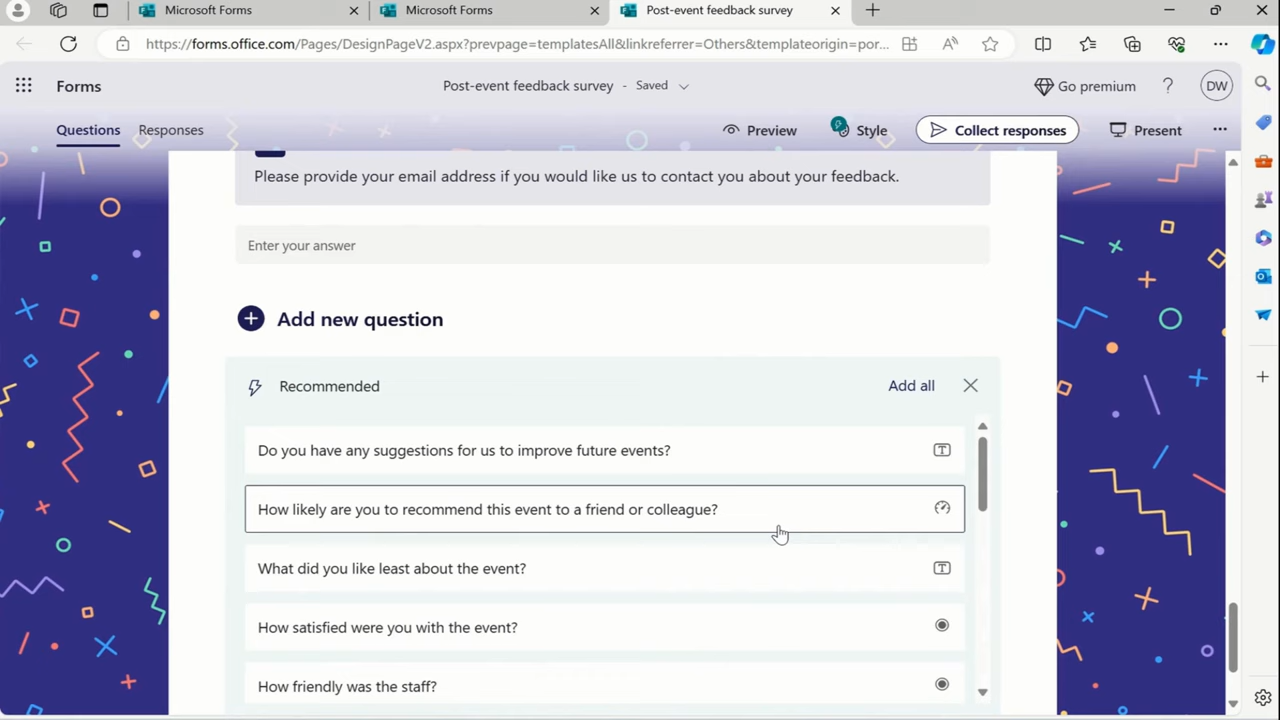 Microsoft Forms
Microsoft Forms
Post-event feedback survey
https://forms.office.com/Pages/DesignPageV2.aspx?prevpage=templatesAll&linkreferrer=Others&templateorigin=por...
Forms
Post-event feedback survey - Saved
Go premium
?
DW
Questions
Responses
Preview
Style
Collect responses
Present
Please provide your email address if you would like us to contact you about your feedback.
Enter your answer
Add new question
Recommended
Add all
Do you have any suggestions for us to improve future events?
How likely are you to recommend this event to a friend or colleague?
What did you like least about the event?
How satisfied were you with the event?
How friendly was the staff?